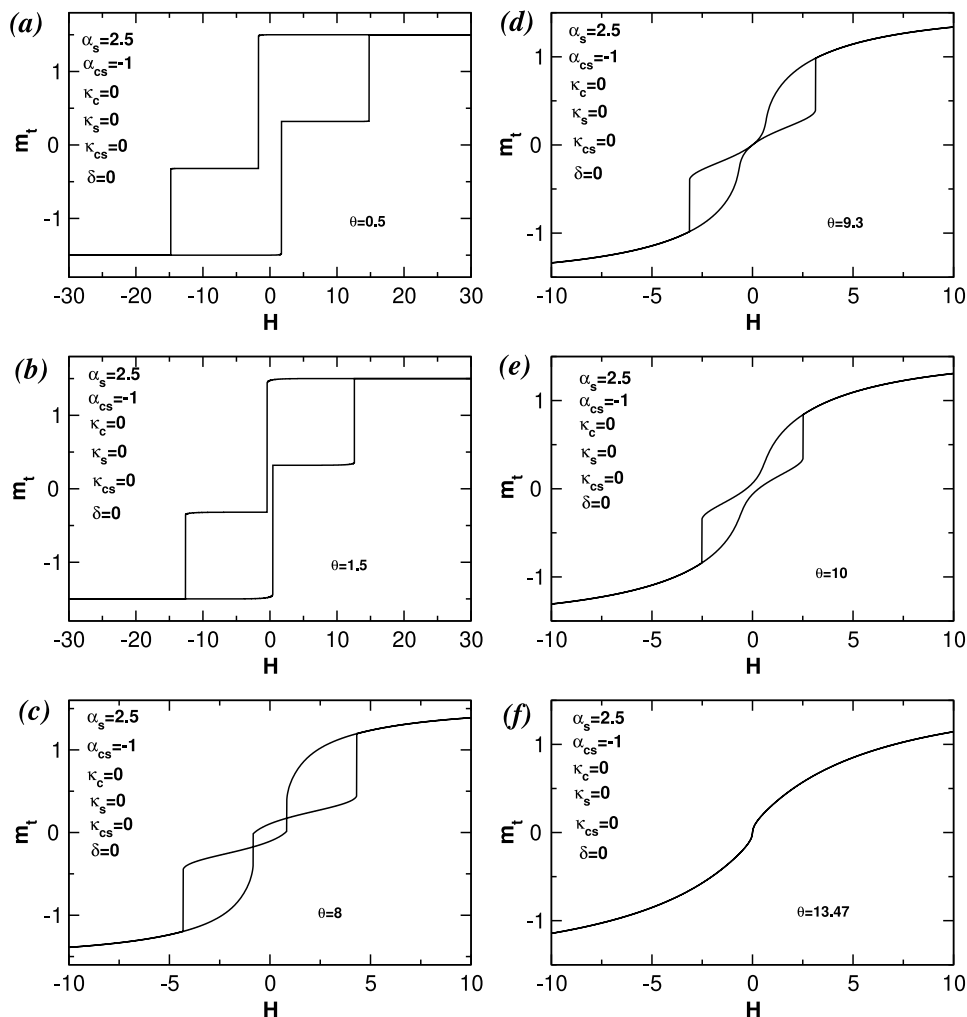 (a)
α_s=2.5
α_cs=-1
κ_c=0
κ_s=0
κ_cs=0
δ=0
θ=0.5
m_t
1
0
-1
-30 -20 -10 0 10 20 30
H
(b)
α_s=2.5
α_cs=-1
κ_c=0
κ_s=0
κ_cs=0
δ=0
θ=1.5
m_t
1
0
-1
-30 -20 -10 0 10 20 30
H
(c)
α_s=2.5
α_cs=-1
κ_c=0
κ_s=0
κ_cs=0
δ=0
θ=8
m_t
1
0
-1
-10 -5 0 5 10
H
(d)
α_s=2.5
α_cs=-1
κ_c=0
κ_s=0
κ_cs=0
δ=0
θ=9.3
m_t
1
0
-1
-10 -5 0 5 10
H
(e)
α_s=2.5
α_cs=-1
κ_c=0
κ_s=0
κ_cs=0
δ=0
θ=10
m_t
1
0
-1
-10 -5 0 5 10
H
(f)
α_s=2.5
α_cs=-1
κ_c=0
κ_s=0
κ_cs=0
δ=0
θ=13.47
m_t
1
0
-1
-10 -5 0 5 10
H